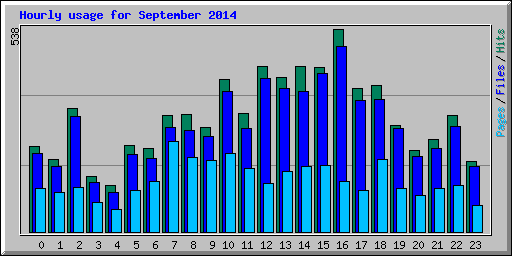 Hourly usage for September 2014
538
Pages/Files/Hits
0 1 2 3 4 5 6 7 8 9 10 11 12 13 14 15 16 17 18 19 20 21 22 23